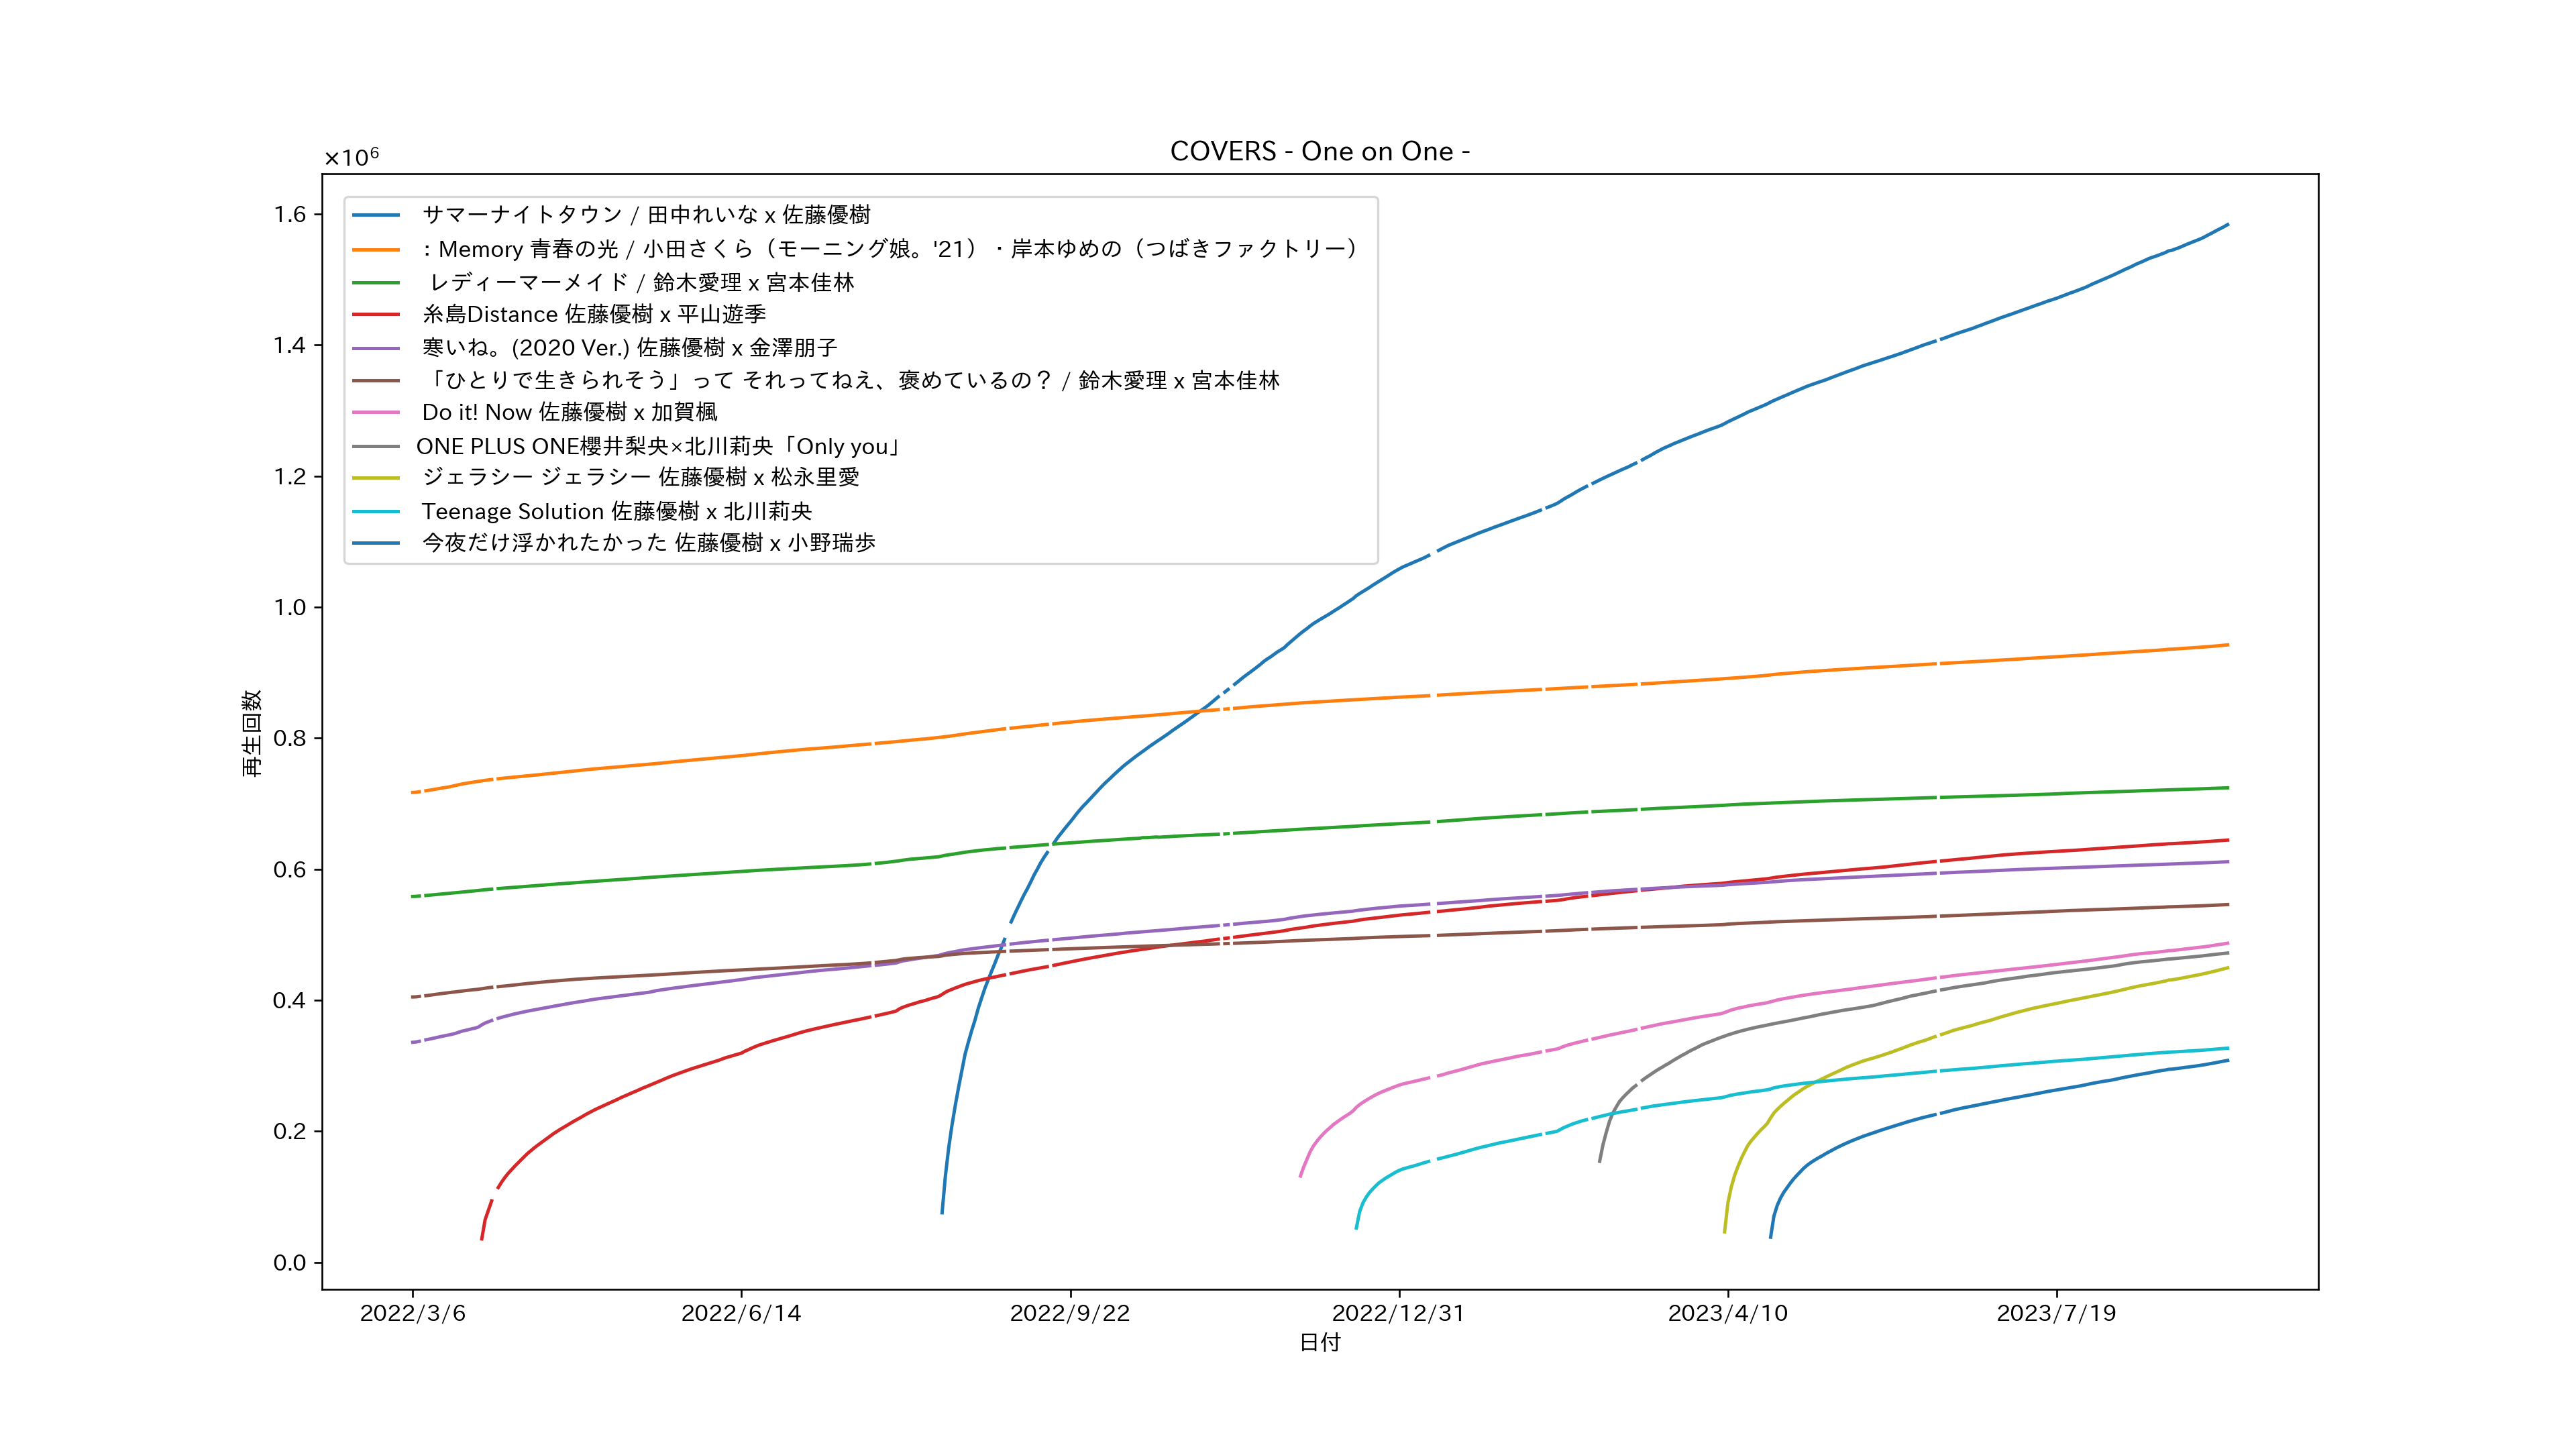 COVERS - One on One -
×10⁶
1.6
1.4
1.2
1.0
0.8
0.6
0.4
0.2
0.0
再生回数
サマーナイトタウン / 田中れいな x 佐藤優樹
: Memory 青春の光 / 小田さくら（モーニング娘。'21）・岸本ゆめの（つばきファクトリー）
レディーマーメイド / 鈴木愛理 x 宮本佳林
糸島Distance 佐藤優樹 x 平山遊季
寒いね。(2020 Ver.) 佐藤優樹 x 金澤朋子
「ひとりで生きられそう」って それってねえ、褒めているの？ / 鈴木愛理 x 宮本佳林
Do it! Now 佐藤優樹 x 加賀楓
ONE PLUS ONE櫻井梨央×北川莉央「Only you」
ジェラシー ジェラシー 佐藤優樹 x 松永里愛
Teenage Solution 佐藤優樹 x 北川莉央
今夜だけ浮かれたかった 佐藤優樹 x 小野瑞歩
2022/3/6 2022/6/14 2022/9/22 2022/12/31 2023/4/10 2023/7/19
日付